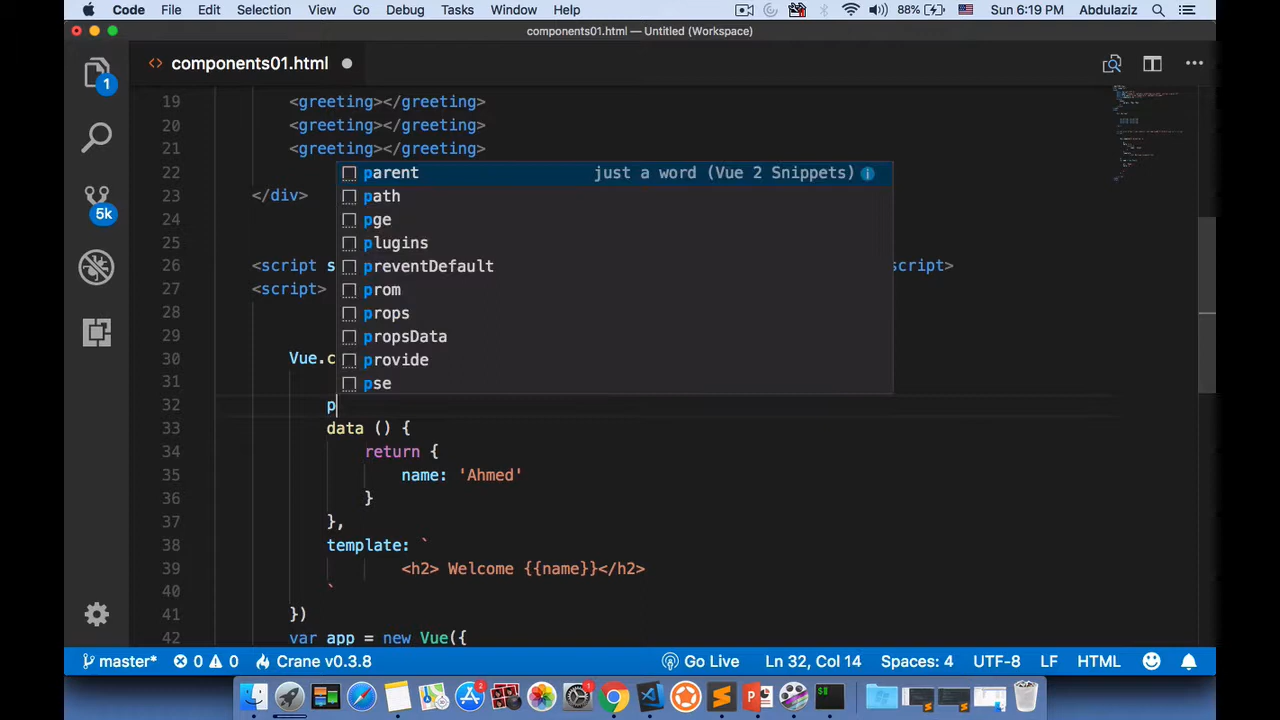 Code File Edit Selection View Go Debug Tasks Window Help 88% Sun 6:19 PM Abdulaziz
components01.html — Untitled (Workspace)
1 <> components01.html
19 <greeting></greeting>
20 <greeting></greeting>
21 <greeting></greeting>
22 parent just a word (Vue 2 Snippets)
23 </div> path
5k
24 pge
25 plugins
26 <script s preventDefault script>
27 <script> prom
28 props
29 propsData
30 Vue.c provide
31 pse
32 p
33 data () {
34 return {
35 name: 'Ahmed'
36 }
37 },
38 template: `
39 <h2> Welcome {{name}}</h2>
40 `
41 })
42 var app = new Vue({
master* 0 0 Crane v0.3.8 Go Live Ln 32, Col 14 Spaces: 4 UTF-8 LF HTML